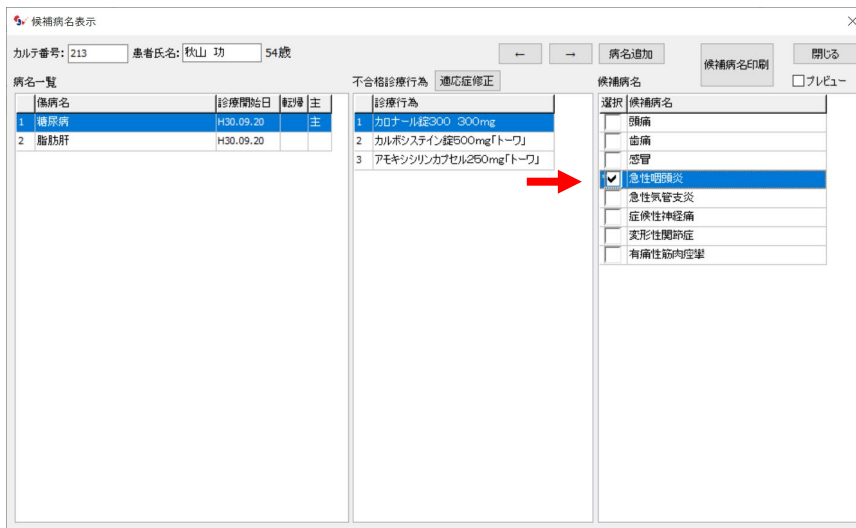 候補病名表示
カルテ番号: 213 患者氏名: 秋山 功 54歳 ← → 病名追加 候補病名印刷 閉じる
病名一覧 不合格診療行為 適応症修正 候補病名 プレビュー
傷病名 診療開始日 転帰 主 診療行為 選択 候補病名
1 糖尿病 H30.09.20 主 1 カロナール錠300 300mg 頭痛
2 脂肪肝 H30.09.20 2 カルボシステイン錠500mg「トーワ」 歯痛
3 アモキシシリンカプセル250mg「トーワ」 感冒
急性咽頭炎
急性気管支炎
症候性神経痛
変形性関節症
有痛性筋肉痙攣